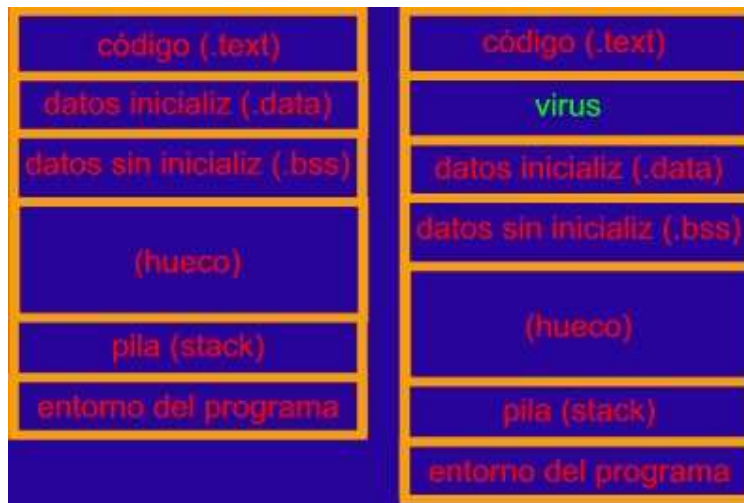 código (.text)
datos inicializ (.data)
datos sin inicializ (.bss)
(hueco)
pila (stack)
entorno del programa
código (.text)
virus
datos inicializ (.data)
datos sin inicializ (.bss)
(hueco)
pila (stack)
entorno del programa